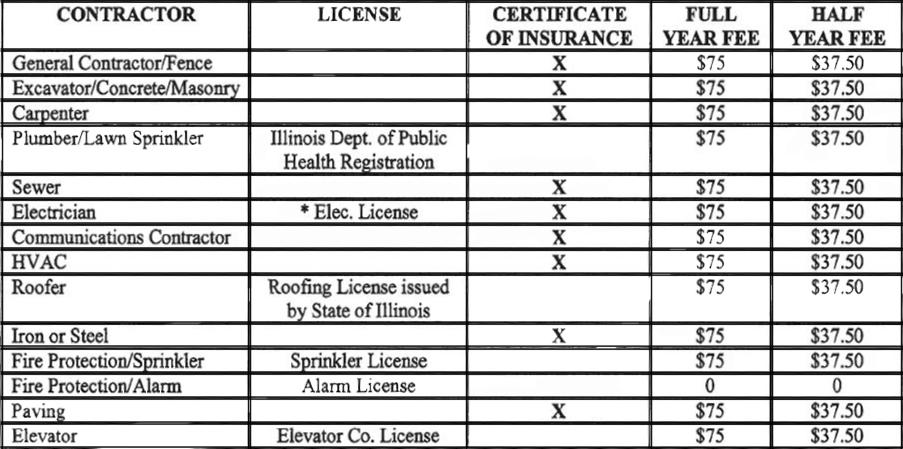 CONTRACTOR LICENSE CERTIFICATE OF INSURANCE FULL YEAR FEE HALF YEAR FEE
General Contractor/Fence X $75 $37.50
Excavator/Concrete/Masonry X $75 $37.50
Carpenter X $75 $37.50
Plumber/Lawn Sprinkler Illinois Dept. of Public Health Registration $75 $37.50
Sewer X $75 $37.50
Electrician * Elec. License X $75 $37.50
Communications Contractor X $75 $37.50
HVAC X $75 $37.50
Roofer Roofing License issued by State of Illinois $75 $37.50
Iron or Steel X $75 $37.50
Fire Protection/Sprinkler Sprinkler License $75 $37.50
Fire Protection/Alarm Alarm License 0 0
Paving X $75 $37.50
Elevator Elevator Co. License $75 $37.50